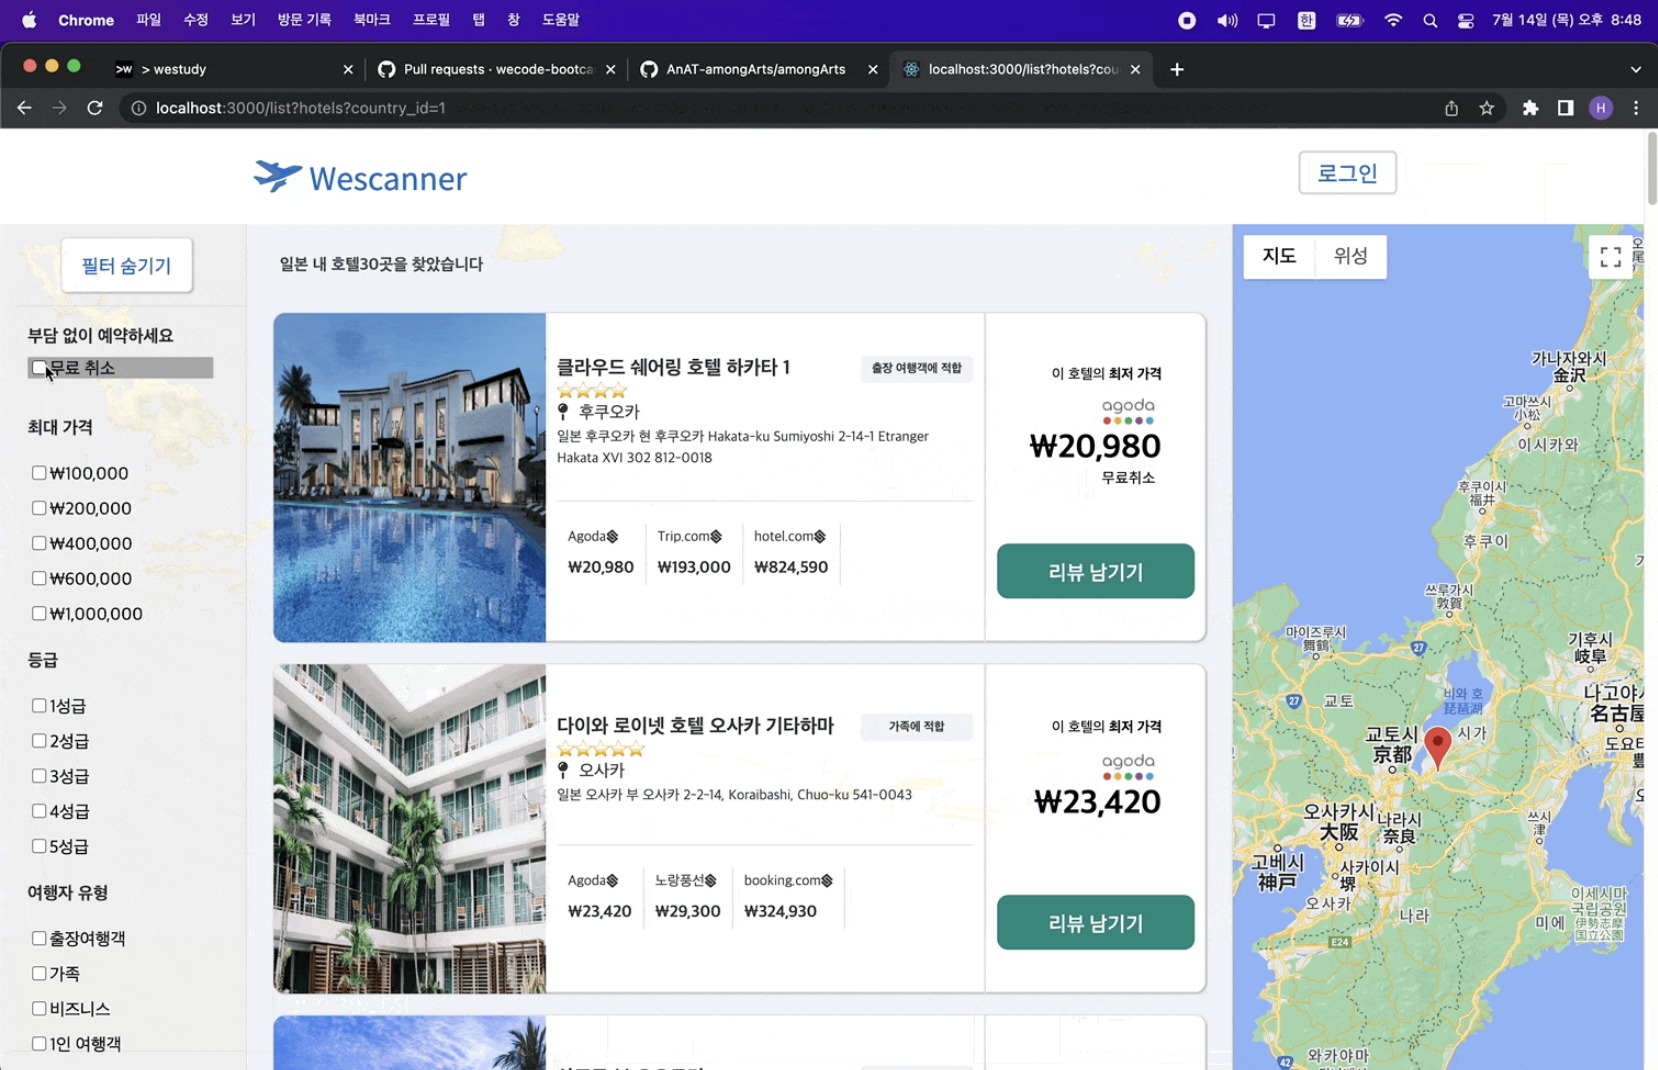 Chrome 파일 수정 보기 방문 기록 북마크 프로필 탭 창 도움말 한 7월 14일 (목) 오후 8:48
> westudy Pull requests · wecode-bootca AnAT-amongArts/amongArts localhost:3000/list?hotels?cou
localhost:3000/list?hotels?country_id=1 H
Wescanner
로그인
필터 숨기기
부담 없이 예약하세요
무료 취소
최대 가격
₩100,000
₩200,000
₩400,000
₩600,000
₩1,000,000
등급
1성급
2성급
3성급
4성급
5성급
여행자 유형
출장여행객
가족
비즈니스
1인 여행객
일본 내 호텔30곳을 찾았습니다
클라우드 쉐어링 호텔 하카타 1
출장 여행객에 적합
후쿠오카
일본 후쿠오카 현 후쿠오카 Hakata-ku Sumiyoshi 2-14-1 Etranger
Hakata XVI 302 812-0018
Agoda Trip.com hotel.com
₩20,980 ₩193,000 ₩824,590
이 호텔의 최저 가격
agoda
₩20,980
무료취소
리뷰 남기기
다이와 로이넷 호텔 오사카 기타하마
가족에 적합
오사카
일본 오사카 부 오사카 2-2-14, Koraibashi, Chuo-ku 541-0043
Agoda 노랑풍선 booking.com
₩23,420 ₩29,300 ₩324,930
이 호텔의 최저 가격
agoda
₩23,420
리뷰 남기기
지도 위성
가나자와시
金沢
고마쓰시
小松
이시카와
후쿠이시
福井
후쿠이
쓰루가시
敦賀
마이즈루시
舞鶴
27
기후시
岐阜
27
교토
비와 호
琵琶湖
나고야
名古屋
교토시
京都
시가
도요타
오사카시
大阪
나라시
奈良
쓰시
津
고베시
神戸
사카이시
堺
오사카
나라
미에
이세시마
국립공원
伊勢志摩
国立公園
E24
와카야마
42